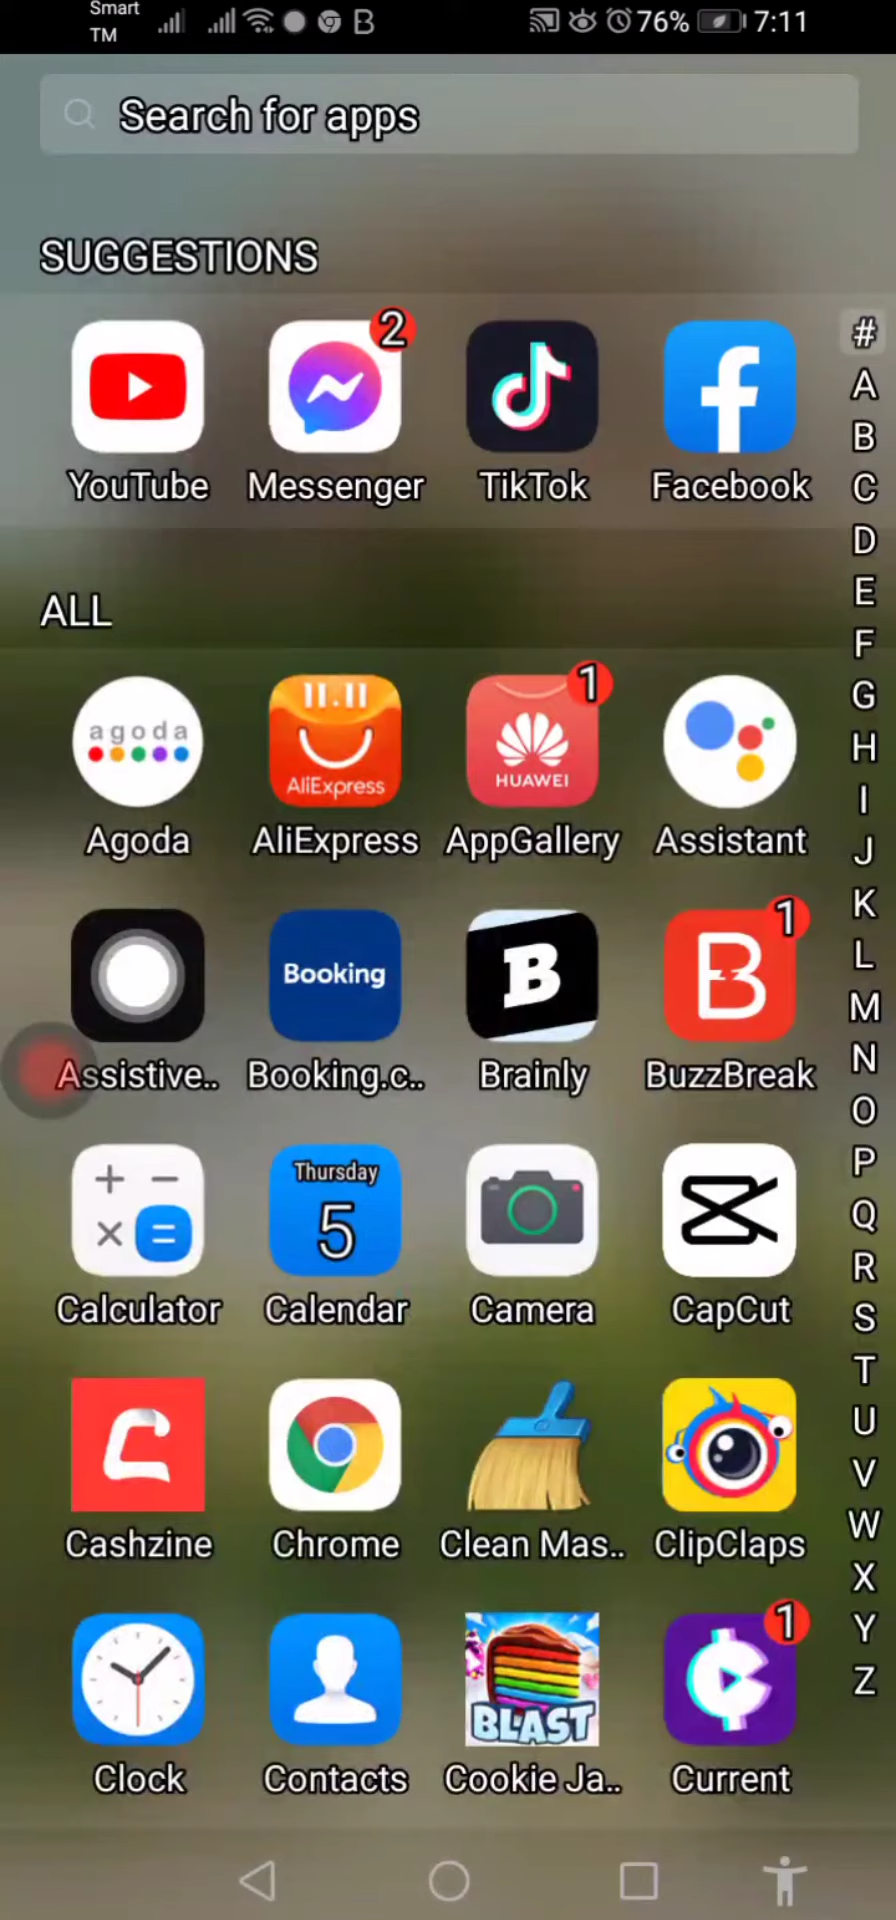 Smart
TM
76% 7:11
Search for apps
SUGGESTIONS
2
YouTube Messenger TikTok Facebook
ALL
agoda
11.11
AliExpress
1
HUAWEI
Agoda AliExpress AppGallery Assistant
Booking
B
1
B
Assistive.. Booking.c.. Brainly BuzzBreak
Thursday
5
Calculator Calendar Camera CapCut
Cashzine Chrome Clean Mas.. ClipClaps
BLAST
1
Clock Contacts Cookie Ja.. Current
#
A
B
C
D
E
F
G
H
I
J
K
L
M
N
O
P
Q
R
S
T
U
V
W
X
Y
Z